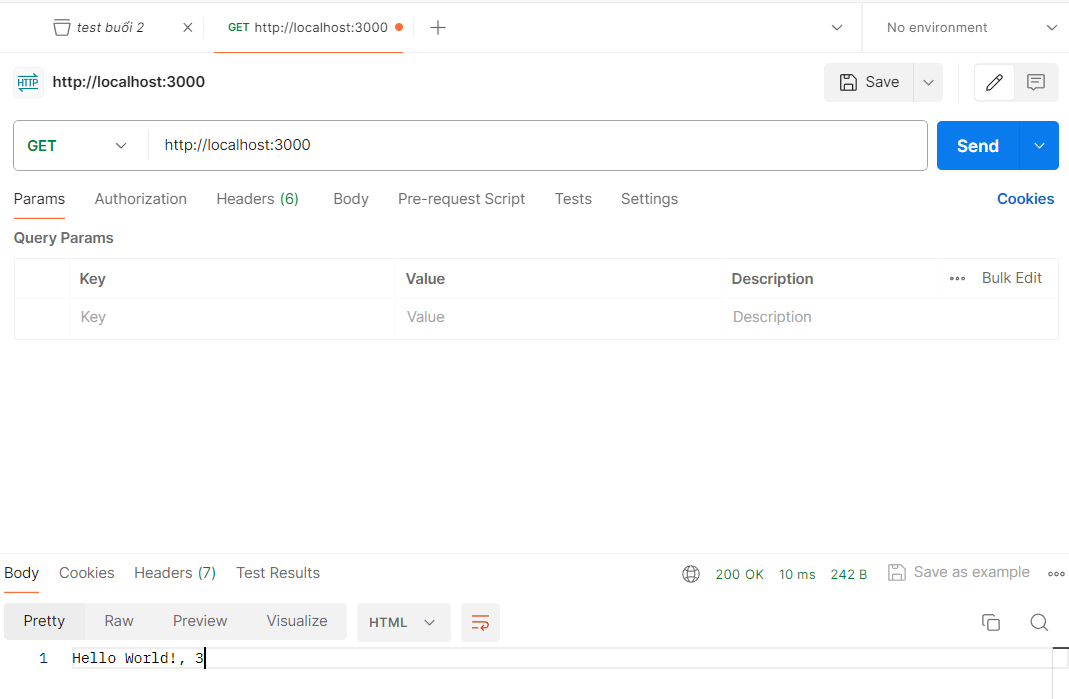 test buổi 2 GET http://localhost:3000 No environment
HTTP http://localhost:3000 Save
GET http://localhost:3000 Send
Params Authorization Headers (6) Body Pre-request Script Tests Settings Cookies
Query Params
Key Value Description Bulk Edit
Key Value Description
Body Cookies Headers (7) Test Results 200 OK 10 ms 242 B Save as example
Pretty Raw Preview Visualize HTML
1 Hello World!, 3